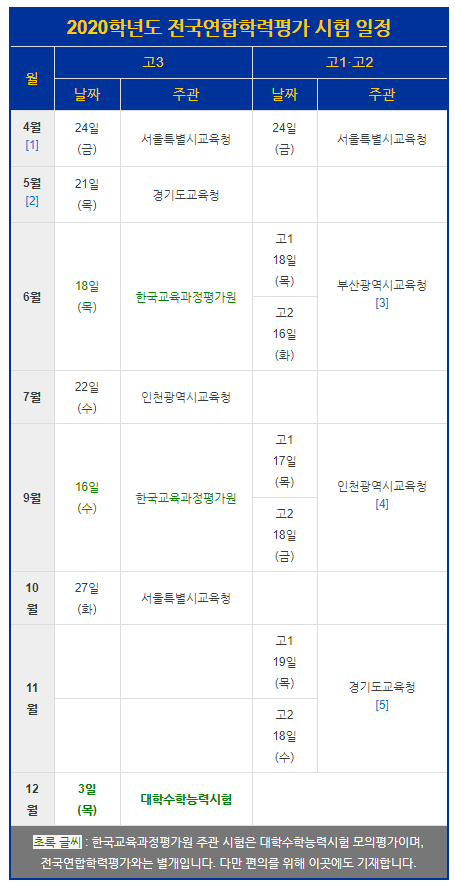 2020학년도 전국연합학력평가 시험 일정
월
고3
고1·고2
날짜
주관
날짜
주관
4월
[1]
24일
(금)
서울특별시교육청
24일
(금)
서울특별시교육청
5월
[2]
21일
(목)
경기도교육청
6월
18일
(목)
한국교육과정평가원
고1
18일
(목)
고2
16일
(화)
부산광역시교육청
[3]
7월
22일
(수)
인천광역시교육청
9월
16일
(수)
한국교육과정평가원
고1
17일
(목)
고2
18일
(금)
인천광역시교육청
[4]
10
월
27일
(화)
서울특별시교육청
11
월
고1
19일
(목)
고2
18일
(수)
경기도교육청
[5]
12
월
3일
(목)
대학수학능력시험
초록 글씨 : 한국교육과정평가원 주관 시험은 대학수학능력시험 모의평가이며,
전국연합학력평가와는 별개입니다. 다만 편의를 위해 이곳에도 기재합니다.